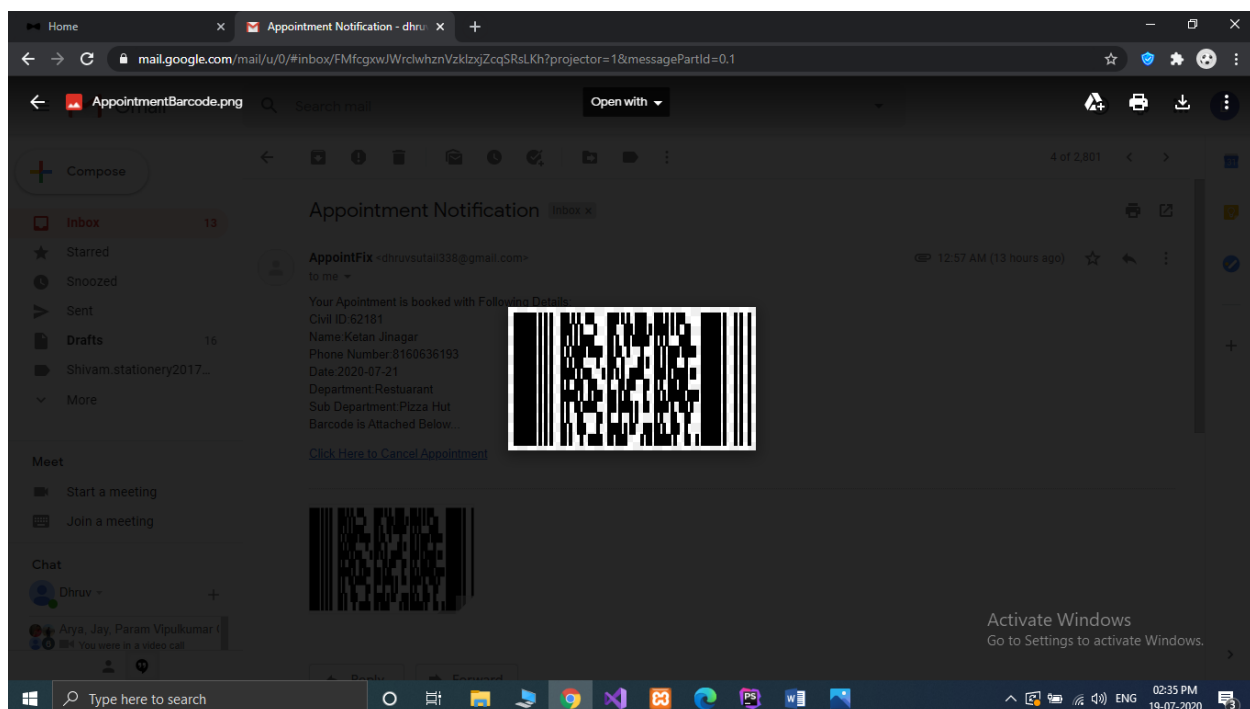 Home
Appointment Notification - dhruv
mail.google.com/mail/u/0/#inbox/FMfcgxwJWrclwhznVzklzxjZcqSRsLKh?projector=1&messagePartId=0.1
AppointmentBarcode.png
Search mail
Open with
Compose
4 of 2,801
Inbox 13
Appointment Notification Inbox x
Starred
AppointFix <dhruvsutail338@gmail.com>
12:57 AM (13 hours ago)
to me
Snoozed
Your Apointment is booked with Following Details.
Sent
Civil ID:62181
Drafts 16
Name:Ketan Jinagar
Phone Number:8160636193
Shivam.stationery2017...
Date:2020-07-21
Department:Restuarant
More
Sub Department:Pizza Hut
Barcode is Attached Below...
Click Here to Cancel Appointment
Meet
Start a meeting
Join a meeting
Chat
Dhruv
Arya, Jay, Param Vipulkumar
You were in a video call
Activate Windows
Go to Settings to activate Windows.
Reply
Forward
Type here to search
ENG
02:35 PM
19-07-2020
3